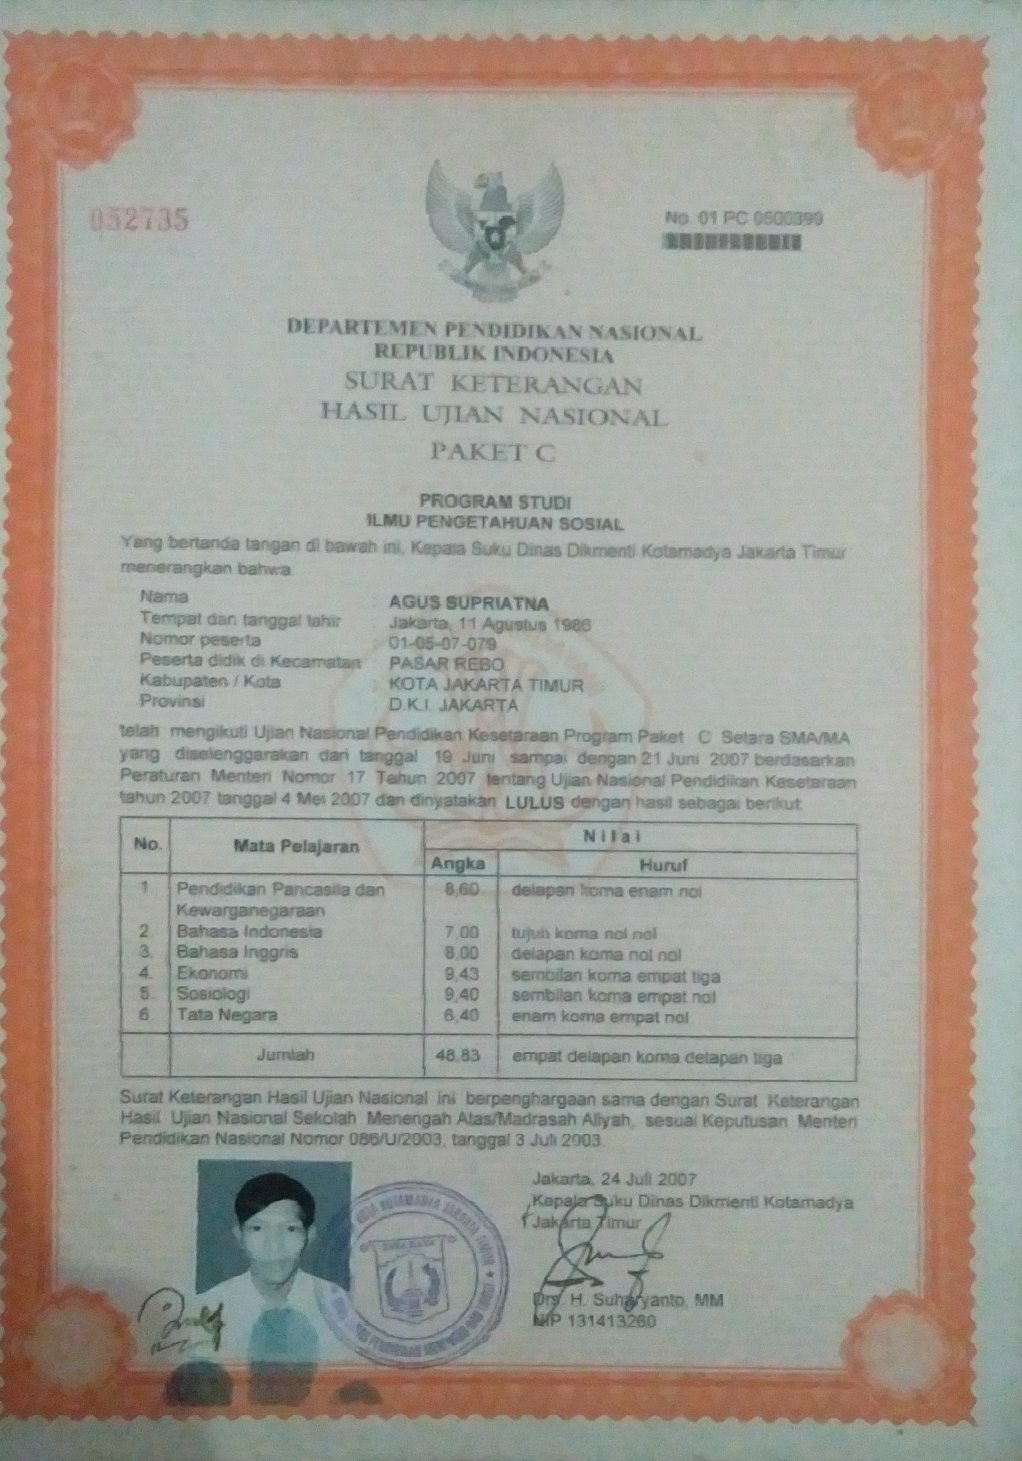 052735
No. 01 PC 0500399
DEPARTEMEN PENDIDIKAN NASIONAL
REPUBLIK INDONESIA
SURAT KETERANGAN
HASIL UJIAN NASIONAL
PAKET C
PROGRAM STUDI
ILMU PENGETAHUAN SOSIAL
Yang bertanda tangan di bawah ini, Kepala Suku Dinas Dikmenti Kotamadya Jakarta Timur
menerangkan bahwa
Nama AGUS SUPRIATNA
Tempat dan tanggal lahir Jakarta, 11 Agustus 1986
Nomor peserta 01-05-07-079
Peserta didik di Kecamatan PASAR REBO
Kabupaten / Kota KOTA JAKARTA TIMUR
Provinsi D.K.I. JAKARTA
telah mengikuti Ujian Nasional Pendidikan Kesetaraan Program Paket C Setara SMA/MA
yang diselenggarakan dari tanggal 19 Juni sampai dengan 21 Juni 2007 berdasarkan
Peraturan Menteri Nomor 17 Tahun 2007 tentang Ujian Nasional Pendidikan Kesetaraan
tahun 2007 tanggal 4 Mei 2007 dan dinyatakan LULUS dengan hasil sebagai berikut
No. Mata Pelajaran Nilai
Angka Huruf
1. Pendidikan Pancasila dan 8,60 delapan koma enam nol
Kewarganegaraan
2. Bahasa Indonesia 7,00 tujuh koma nol nol
3. Bahasa Inggris 8,00 delapan koma nol nol
4. Ekonomi 9,43 sembilan koma empat tiga
5. Sosiologi 9,40 sembilan koma empat nol
6 Tata Negara 6,40 enam koma empat nol
Jumlah 48,83 empat delapan koma delapan tiga
Surat Keterangan Hasil Ujian Nasional ini berpenghargaan sama dengan Surat Keterangan
Hasil Ujian Nasional Sekolah Menengah Atas/Madrasah Aliyah, sesuai Keputusan Menteri
Pendidikan Nasional Nomor 086/U/2003, tanggal 3 Juli 2003.
Jakarta, 24 Juli 2007
Kepala Suku Dinas Dikmenti Kotamadya
Jakarta Timur
Drs. H. Suharyanto, MM
NIP 131413260
KOTAMADYA JAKARTA TIMUR